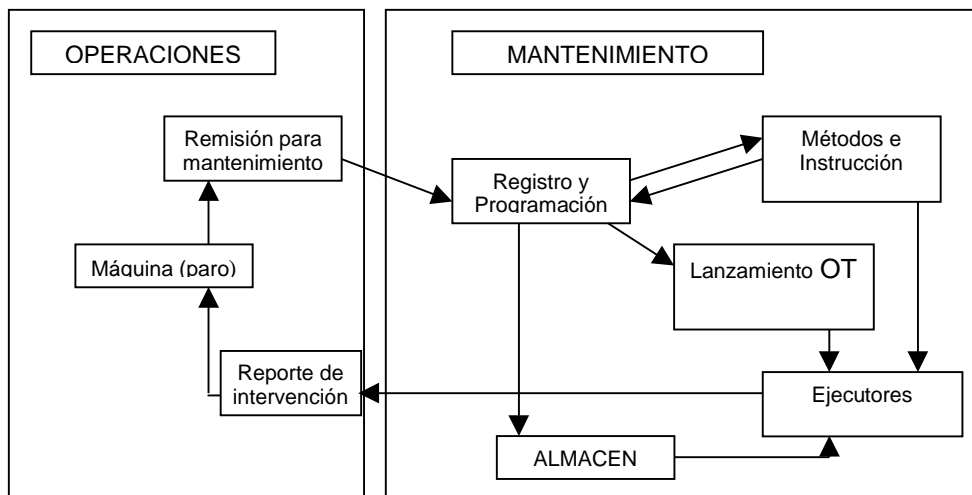 OPERACIONES
MANTENIMIENTO
Remisión para
mantenimiento
Métodos e
Instrucción
Registro y
Programación
Máquina (paro)
Lanzamiento OT
Reporte de
intervención
Ejecutores
ALMACEN